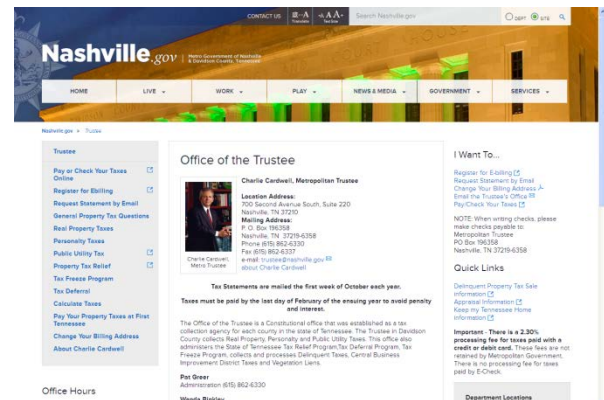 CONTACT US
Translate
Text Size
Search Nashville.gov
DEPT
SITE
Nashville.gov
Metro Government of Nashville
& Davidson County, Tennessee
HOME
LIVE
WORK
PLAY
NEWS & MEDIA
GOVERNMENT
SERVICES
Nashville.gov > Trustee
Trustee
Pay or Check Your Taxes
Online
Register for Ebilling
Request Statement by Email
General Property Tax Questions
Real Property Taxes
Personalty Taxes
Public Utility Tax
Property Tax Relief
Tax Freeze Program
Tax Deferral
Calculate Taxes
Pay Your Property Taxes at First
Tennessee
Change Your Billing Address
About Charlie Cardwell
Office Hours
Office of the Trustee
Charlie Cardwell,
Metro Trustee
Charlie Cardwell, Metropolitan Trustee
Location Address:
700 Second Avenue South, Suite 220
Nashville, TN 37210
Mailing Address:
P. O. Box 196358
Nashville, TN 37219-6358
Phone (615) 862-6330
Fax (615) 862-6337
e-mail trustee@nashville.gov
about Charlie Cardwell
Tax Statements are mailed the first week of October each year.
Taxes must be paid by the last day of February of the ensuing year to avoid penalty
and interest.
The Office of the Trustee is a Constitutional office that was established as a tax
collection agency for each county in the state of Tennessee. The Trustee in Davidson
County collects Real Property, Personalty and Public Utility Taxes. This office also
administers the State of Tennessee Tax Relief Program,Tax Deferral Program, Tax
Freeze Program, collects and processes Delinquent Taxes, Central Business
Improvement District Taxes and Vegetation Liens.
Pat Greer
Administration (615) 862-6330
I Want To...
Register for E-billing
Request Statement by Email
Change Your Billing Address
Email the Trustee's Office
Pay/Check Your Taxes
NOTE: When writing checks, please
make checks payable to:
Metropolitan Trustee
PO Box 196358
Nashville, TN 37219-6358
Quick Links
Delinquent Property Tax Sale
Information
Appraisal Information
Keep my Tennessee Home
Information
Important - There is a 2.30%
processing fee for taxes paid with a
credit or debit card. These fees are not
retained by Metropolitan Government.
There is no processing fee for taxes
paid by E-Check.
Department Locations